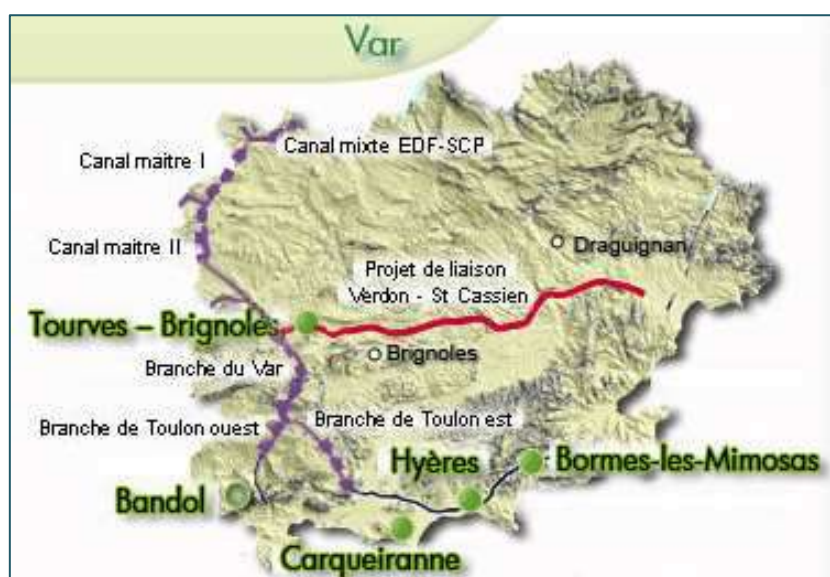 Var
Canal mixte EDF-SCP
Canal maitre I
Canal maitre II
Draguignan
Projet de liaison
Verdon - St Cassien
Tourves – Brignoles
Brignoles
Branche du Var
Branche de Toulon est
Branche de Toulon ouest
Hyères
Bormes-les-Mimosas
Bandol
Carqueiranne